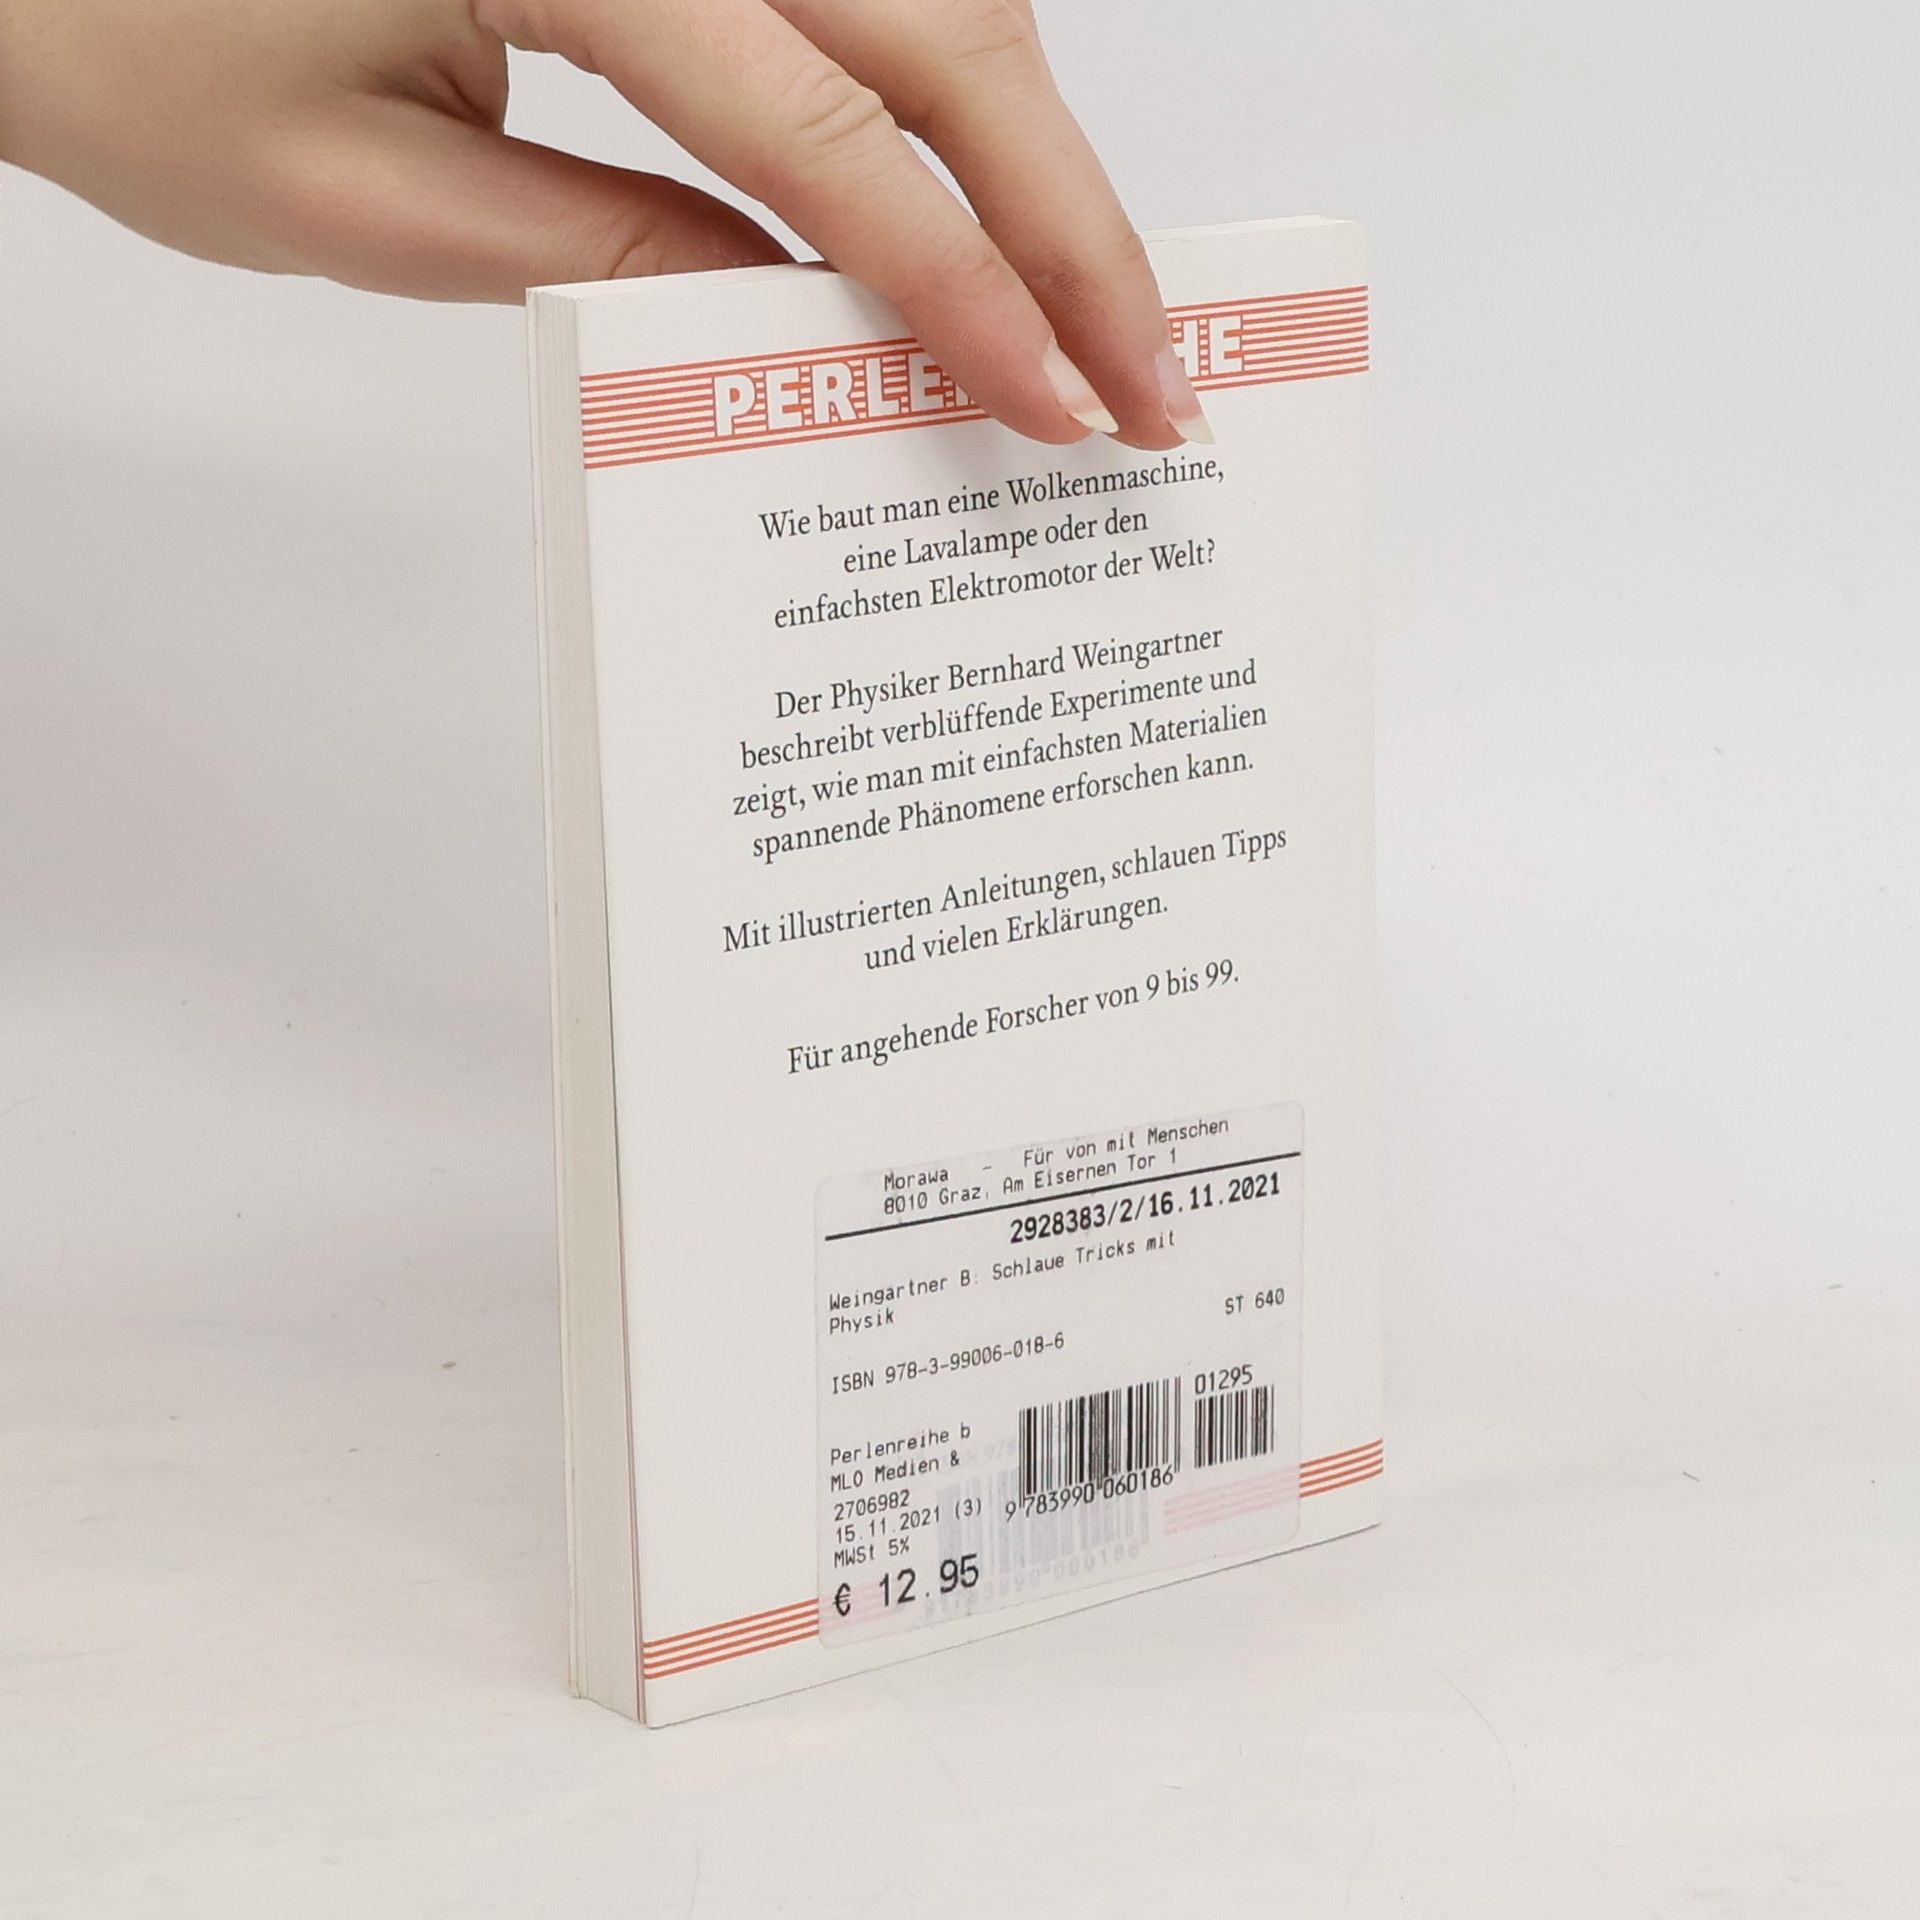 PERLE HE
Wie baut man eine Wolkenmaschine,
eine Lavalampe oder den
einfachsten Elektromotor der Welt?
Der Physiker Bernhard Weingartner
beschreibt verblüffende Experimente und
zeigt, wie man mit einfachsten Materialien
spannende Phänomene erforschen kann.
Mit illustrierten Anleitungen, schlauen Tipps
und vielen Erklärungen.
Für angehende Forscher von 9 bis 99.
Morawa - Für von mit Menschen
8010 Graz, Am Eisernen Tor 1
2928383/2/16.11.2021
Weingartner B: Schlaue Tricks mit
Physik
ST 640
ISBN 978-3-99006-018-6
01295
Perlenreihe b
MLO Medien &
2706982
15.11.2021 (3)
9 783990 060186
MWSt 5%
€ 12.95